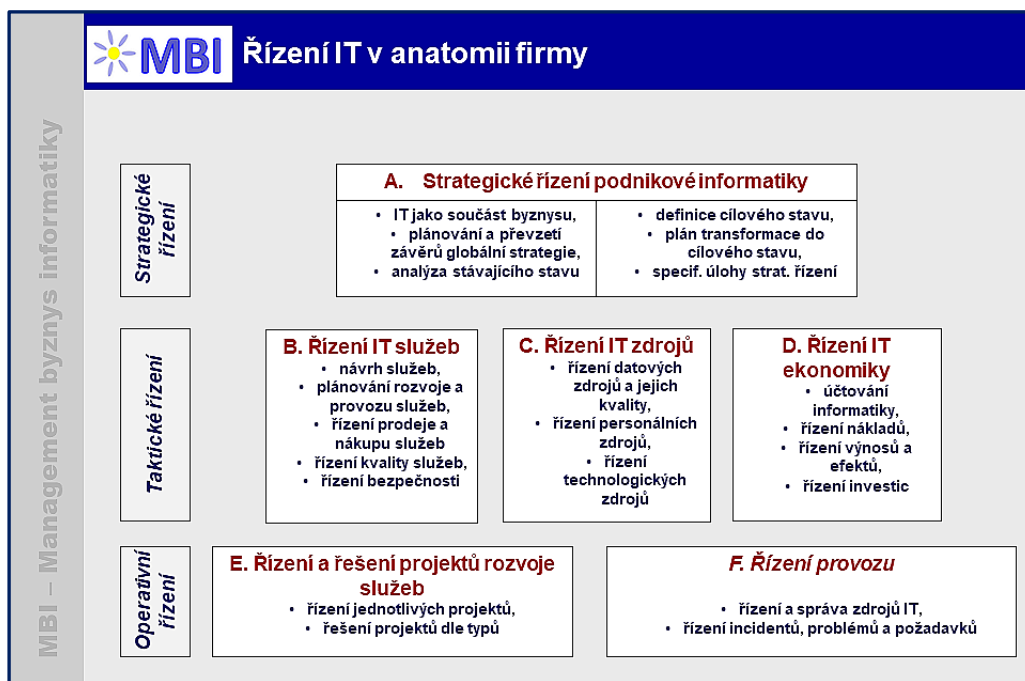 MBI
Řízení IT v anatomii firmy
MBI – Management byznys informatiky
Strategické
řízení
A. Strategické řízení podnikové informatiky
• IT jako součást byznysu,
• plánování a převzetí
závěrů globální strategie,
• analýza stávajícího stavu
• definice cílového stavu,
• plán transformace do
cílového stavu,
• specif. úlohy strat. řízení
Taktické řízení
B. Řízení IT služeb
• návrh služeb,
• plánování rozvoje a
provozu služeb,
• řízení prodeje a
nákupu služeb
• řízení kvality služeb,
• řízení bezpečnosti
C. Řízení IT zdrojů
• řízení datových
zdrojů a jejich
kvality,
• řízení personálních
zdrojů,
• řízení
technologických
zdrojů
D. Řízení IT
ekonomiky
• účtování
informatiky,
• řízení nákladů,
• řízení výnosů a
efektů,
• řízení investic
Operativní
řízení
E. Řízení a řešení projektů rozvoje
služeb
• řízení jednotlivých projektů,
• řešení projektů dle typů
F. Řízení provozu
• řízení a správa zdrojů IT,
• řízení incidentů, problémů a požadavků